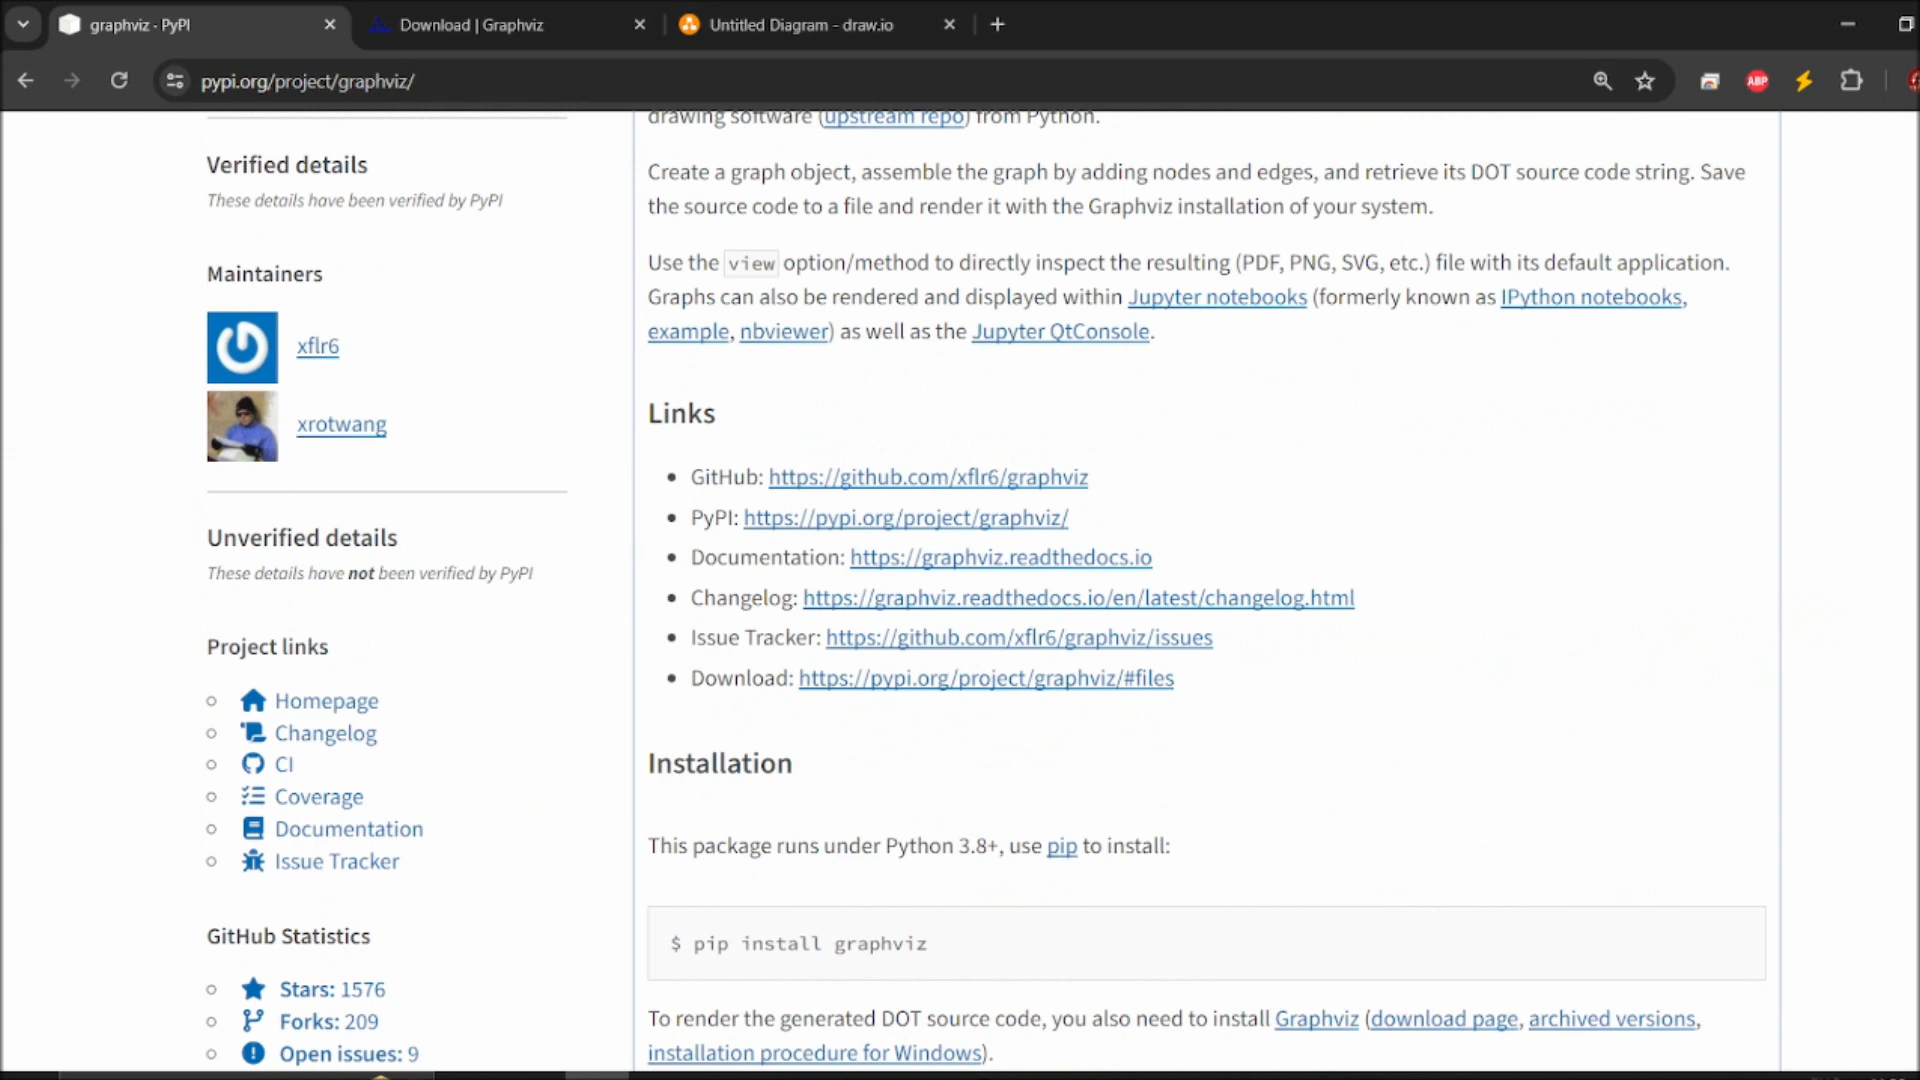 graphviz · PyPI
Download | Graphviz
Untitled Diagram - draw.io
pypi.org/project/graphviz/
ABP
drawing software (upstream repo) from Python.
Create a graph object, assemble the graph by adding nodes and edges, and retrieve its DOT source code string. Save
the source code to a file and render it with the Graphviz installation of your system.
Use the view option/method to directly inspect the resulting (PDF, PNG, SVG, etc.) file with its default application.
Graphs can also be rendered and displayed within Jupyter notebooks (formerly known as IPython notebooks,
example, nbviewer) as well as the Jupyter QtConsole.
Links
GitHub: https://github.com/xflr6/graphviz
PyPI: https://pypi.org/project/graphviz/
Documentation: https://graphviz.readthedocs.io
Changelog: https://graphviz.readthedocs.io/en/latest/changelog.html
Issue Tracker: https://github.com/xflr6/graphviz/issues
Download: https://pypi.org/project/graphviz/#files
Installation
This package runs under Python 3.8+, use pip to install:
$ pip install graphviz
To render the generated DOT source code, you also need to install Graphviz (download page, archived versions,
installation procedure for Windows).
Verified details
These details have been verified by PyPI
Maintainers
xflr6
xrotwang
Unverified details
These details have not been verified by PyPI
Project links
Homepage
Changelog
CI
Coverage
Documentation
Issue Tracker
GitHub Statistics
Stars: 1576
Forks: 209
Open issues: 9